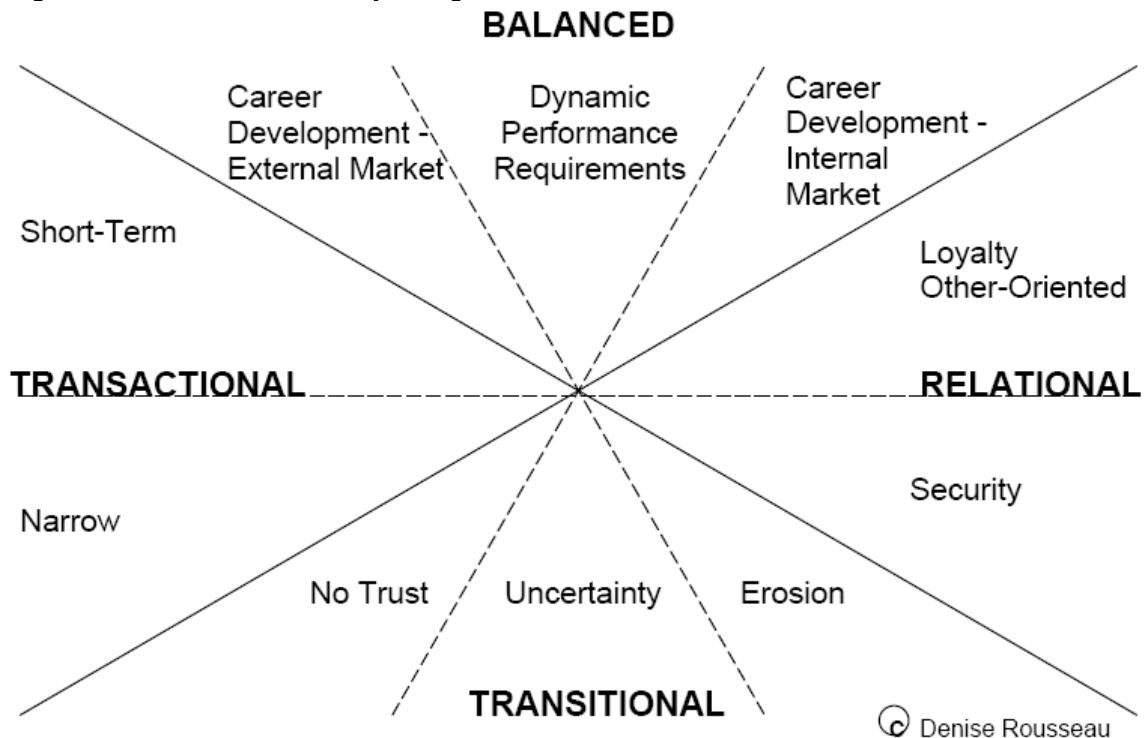 BALANCED
Career
Development -
External Market
Dynamic
Performance
Requirements
Career
Development -
Internal
Market
Short-Term
Loyalty
Other-Oriented
TRANSACTIONAL
RELATIONAL
Narrow
Security
No Trust
Uncertainty
Erosion
TRANSITIONAL
© Denise Rousseau